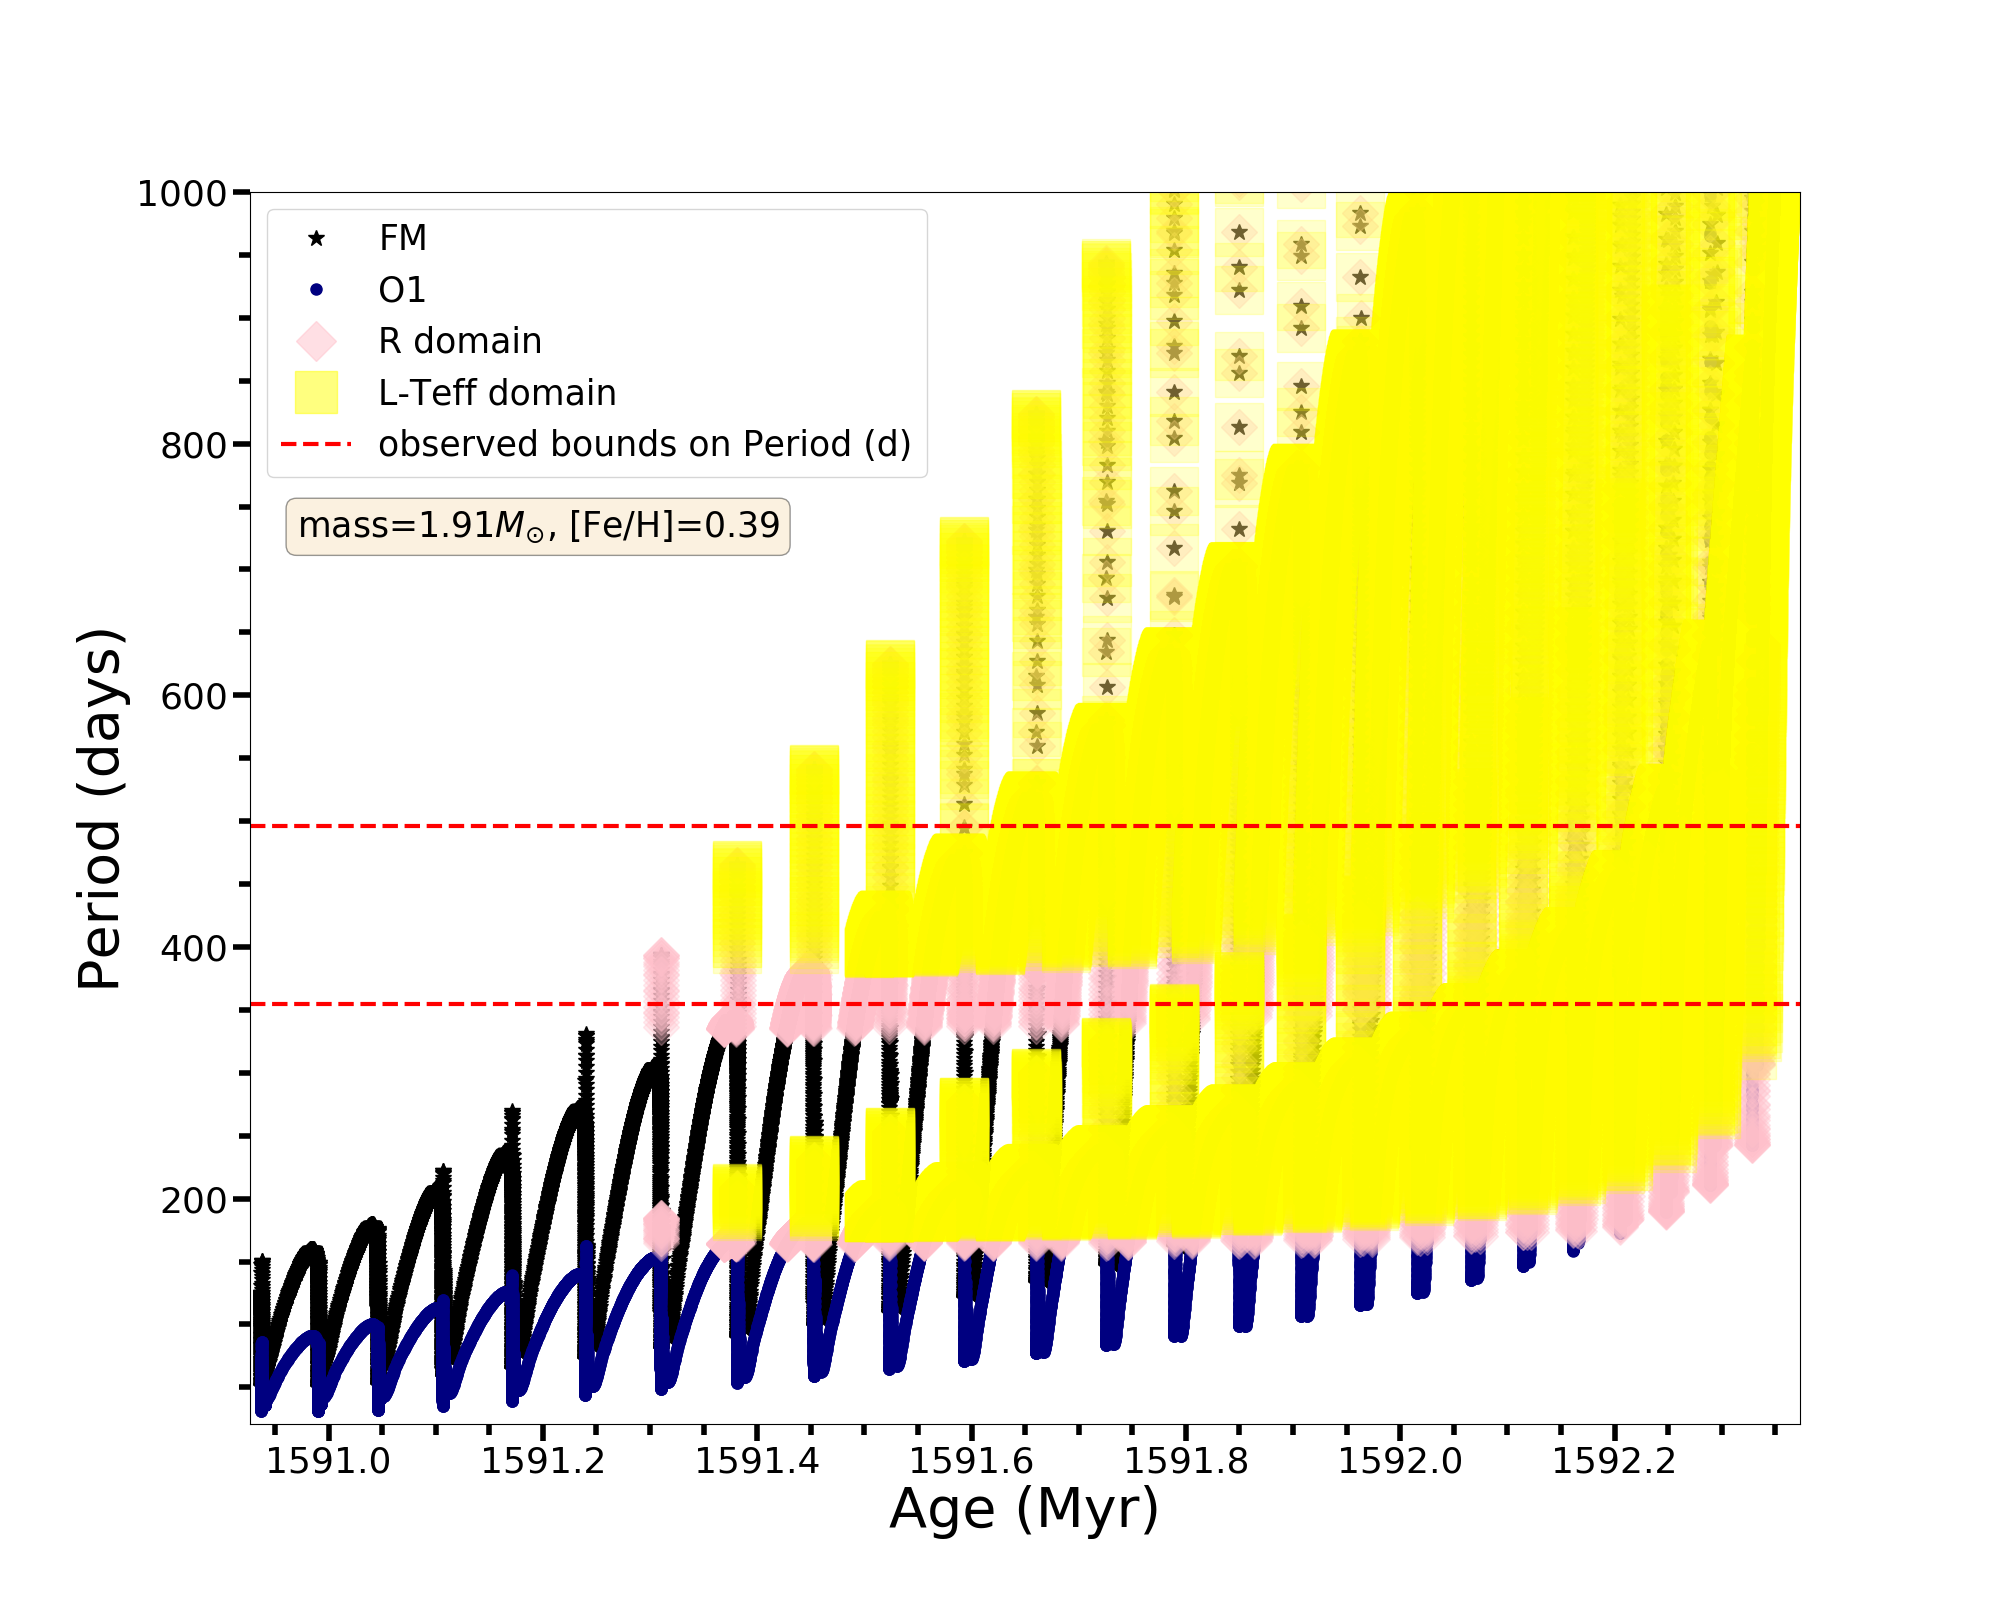 1000
800
600
400
200
Period (days)
FM
O1
R domain
L-Teff domain
observed bounds on Period (d)
mass=1.91M⊙, [Fe/H]=0.39
1591.0 1591.2 1591.4 1591.6 1591.8 1592.0 1592.2
Age (Myr)